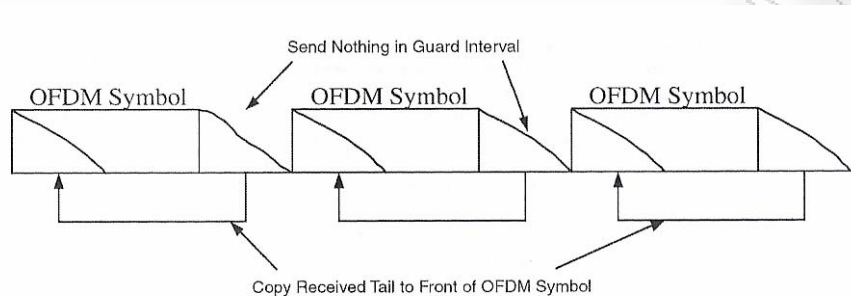 Send Nothing in Guard Interval
OFDM Symbol
OFDM Symbol
OFDM Symbol
Copy Received Tail to Front of OFDM Symbol